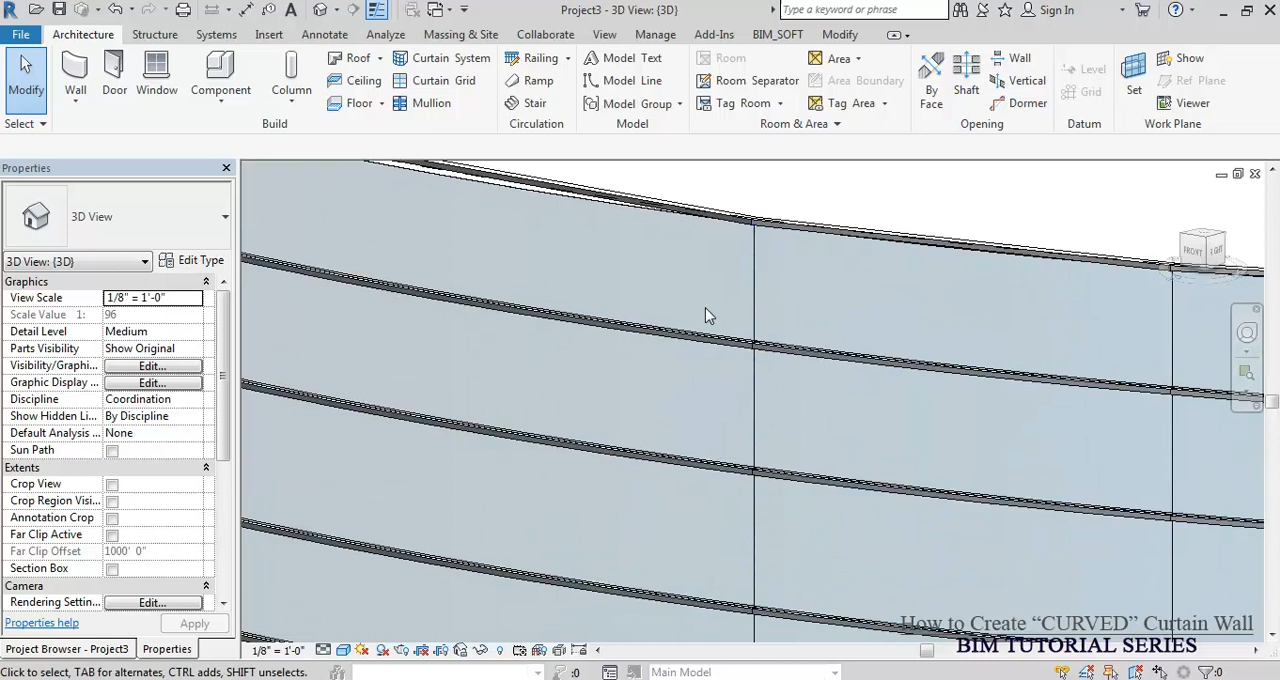 Project3 - 3D View: {3D}
Type a keyword or phrase
Sign In
File Architecture Structure Systems Insert Annotate Analyze Massing & Site Collaborate View Manage Add-Ins BIM_SOFT Modify
Modify
Select
Wall Door Window Component Column
Roof Curtain System
Ceiling Curtain Grid
Floor Mullion
Build
Railing
Ramp
Stair
Circulation
Model Text
Model Line
Model Group
Model
Room Area
Room Separator Area Boundary
Tag Room Tag Area
Room & Area
By Face
Shaft
Wall
Vertical
Dormer
Opening
Level
Grid
Datum
Set
Show
Ref Plane
Viewer
Work Plane
Properties
3D View
3D View: {3D} Edit Type
Graphics
View Scale 1/8" = 1'-0"
Scale Value 1: 96
Detail Level Medium
Parts Visibility Show Original
Visibility/Graphi... Edit...
Graphic Display ... Edit...
Discipline Coordination
Show Hidden Li... By Discipline
Default Analysis ... None
Sun Path
Extents
Crop View
Crop Region Visi...
Annotation Crop
Far Clip Active
Far Clip Offset 1000' 0"
Section Box
Camera
Rendering Settin... Edit...
Properties help Apply
Project Browser - Project3 Properties
FRONT
1/8" = 1'-0"
How to Create “CURVED” Curtain Wall
BIM TUTORIAL SERIES
Click to select, TAB for alternates, CTRL adds, SHIFT unselects.
:0
Main Model
:0